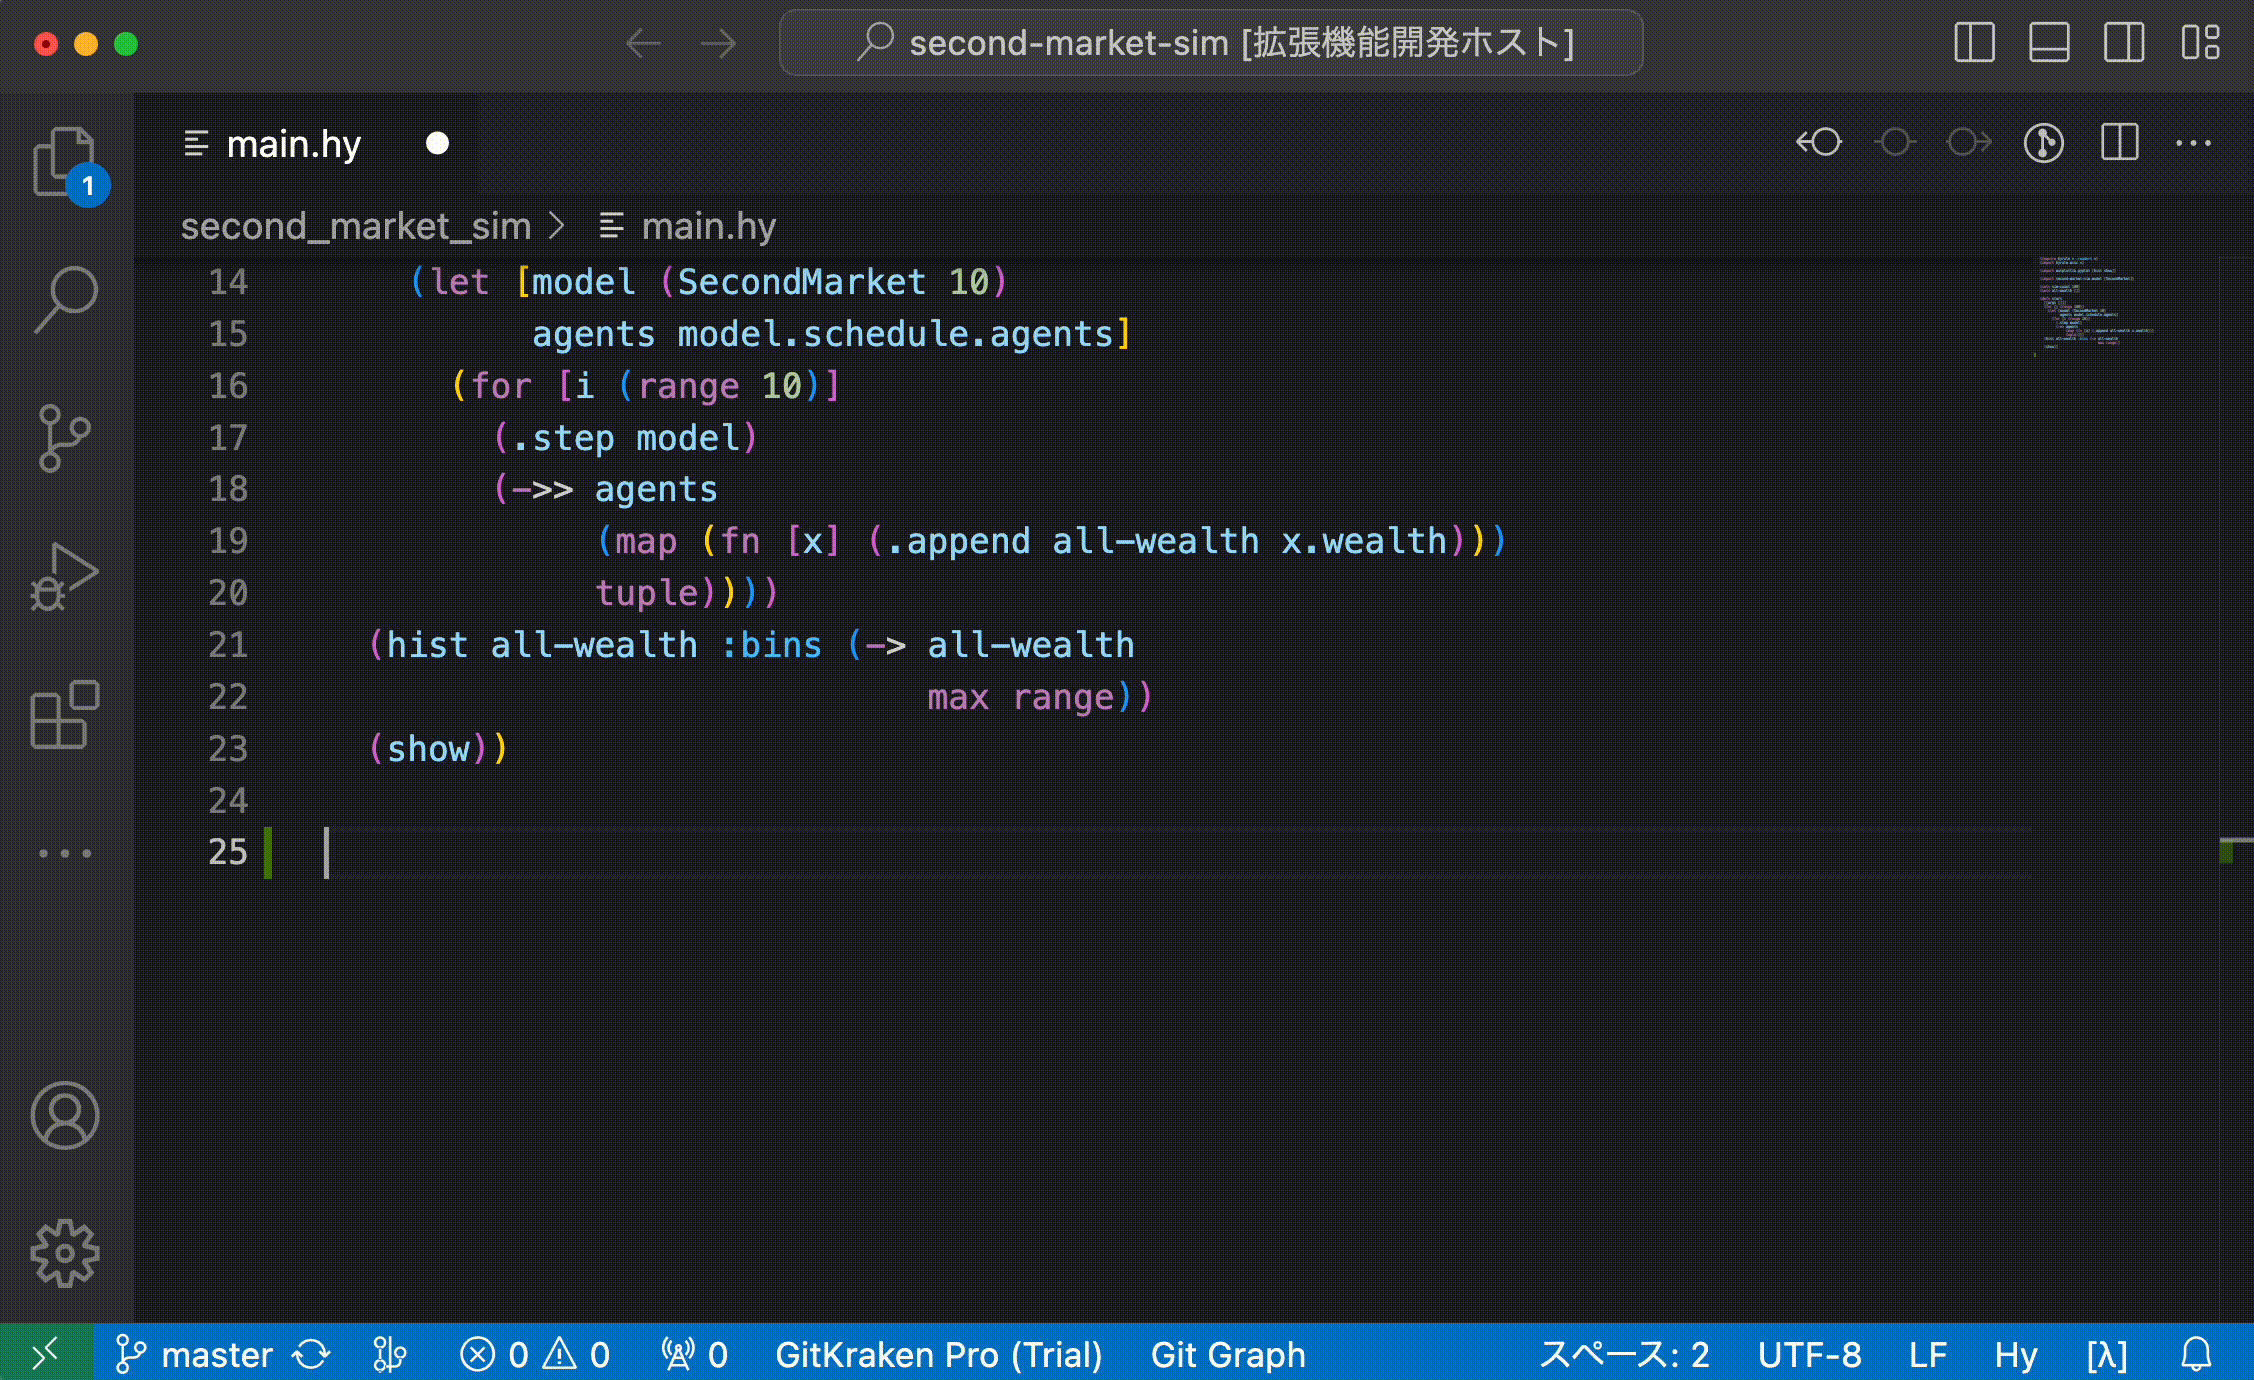 second-market-sim [拡張機能開発ホスト]
main.hy
1
second_market_sim > main.hy
14 (let [model (SecondMarket 10)
15 agents model.schedule.agents]
16 (for [i (range 10)]
17 (.step model)
18 (->> agents
19 (map (fn [x] (.append all-wealth x.wealth)))
20 tuple))))
21 (hist all-wealth :bins (-> all-wealth
22 max range))
23 (show))
24
25
master 0 0 0 GitKraken Pro (Trial) Git Graph スペース: 2 UTF-8 LF Hy [λ]